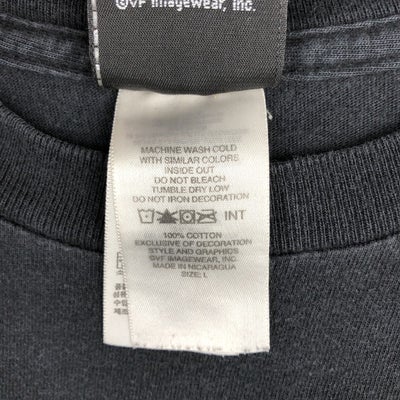 ©VF Imagewear, Inc.
MACHINE WASH COLD
WITH SIMILAR COLORS
INSIDE OUT
DO NOT BLEACH
TUMBLE DRY LOW
DO NOT IRON DECORATION
INT
100% COTTON
EXCLUSIVE OF DECORATION
STYLE AND GRAPHICS
©VF IMAGEWEAR, INC.
MADE IN NICARAGUA
SIZE: L